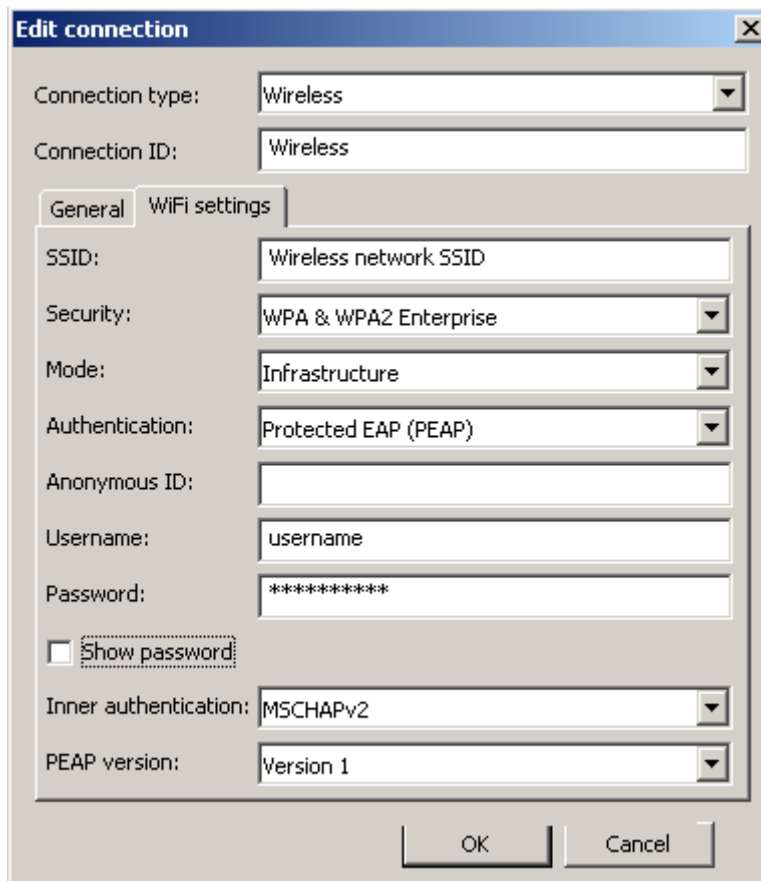 Edit connection
Connection type: Wireless
Connection ID: Wireless
General WiFi settings
SSID: Wireless network SSID
Security: WPA & WPA2 Enterprise
Mode: Infrastructure
Authentication: Protected EAP (PEAP)
Anonymous ID:
Username: username
Password: **********
Show password
Inner authentication: MSCHAPv2
PEAP version: Version 1
OK Cancel